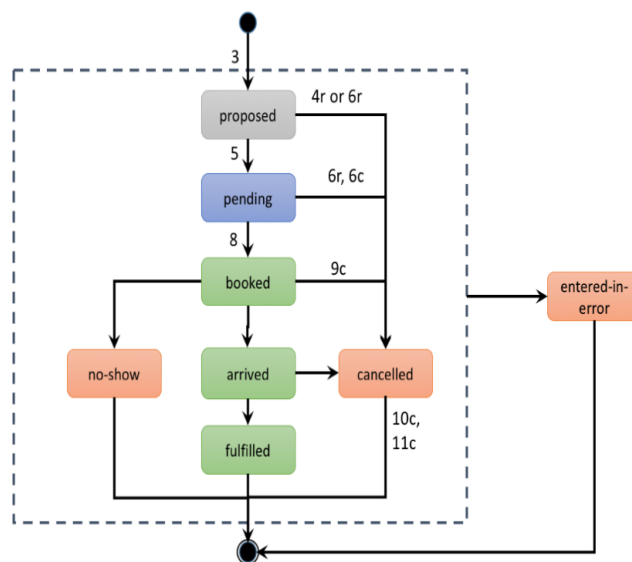 3
4r or 6r
proposed
5
6r, 6c
pending
8
9c
booked
entered-in-
error
no-show
arrived
cancelled
10c,
11c
fulfilled